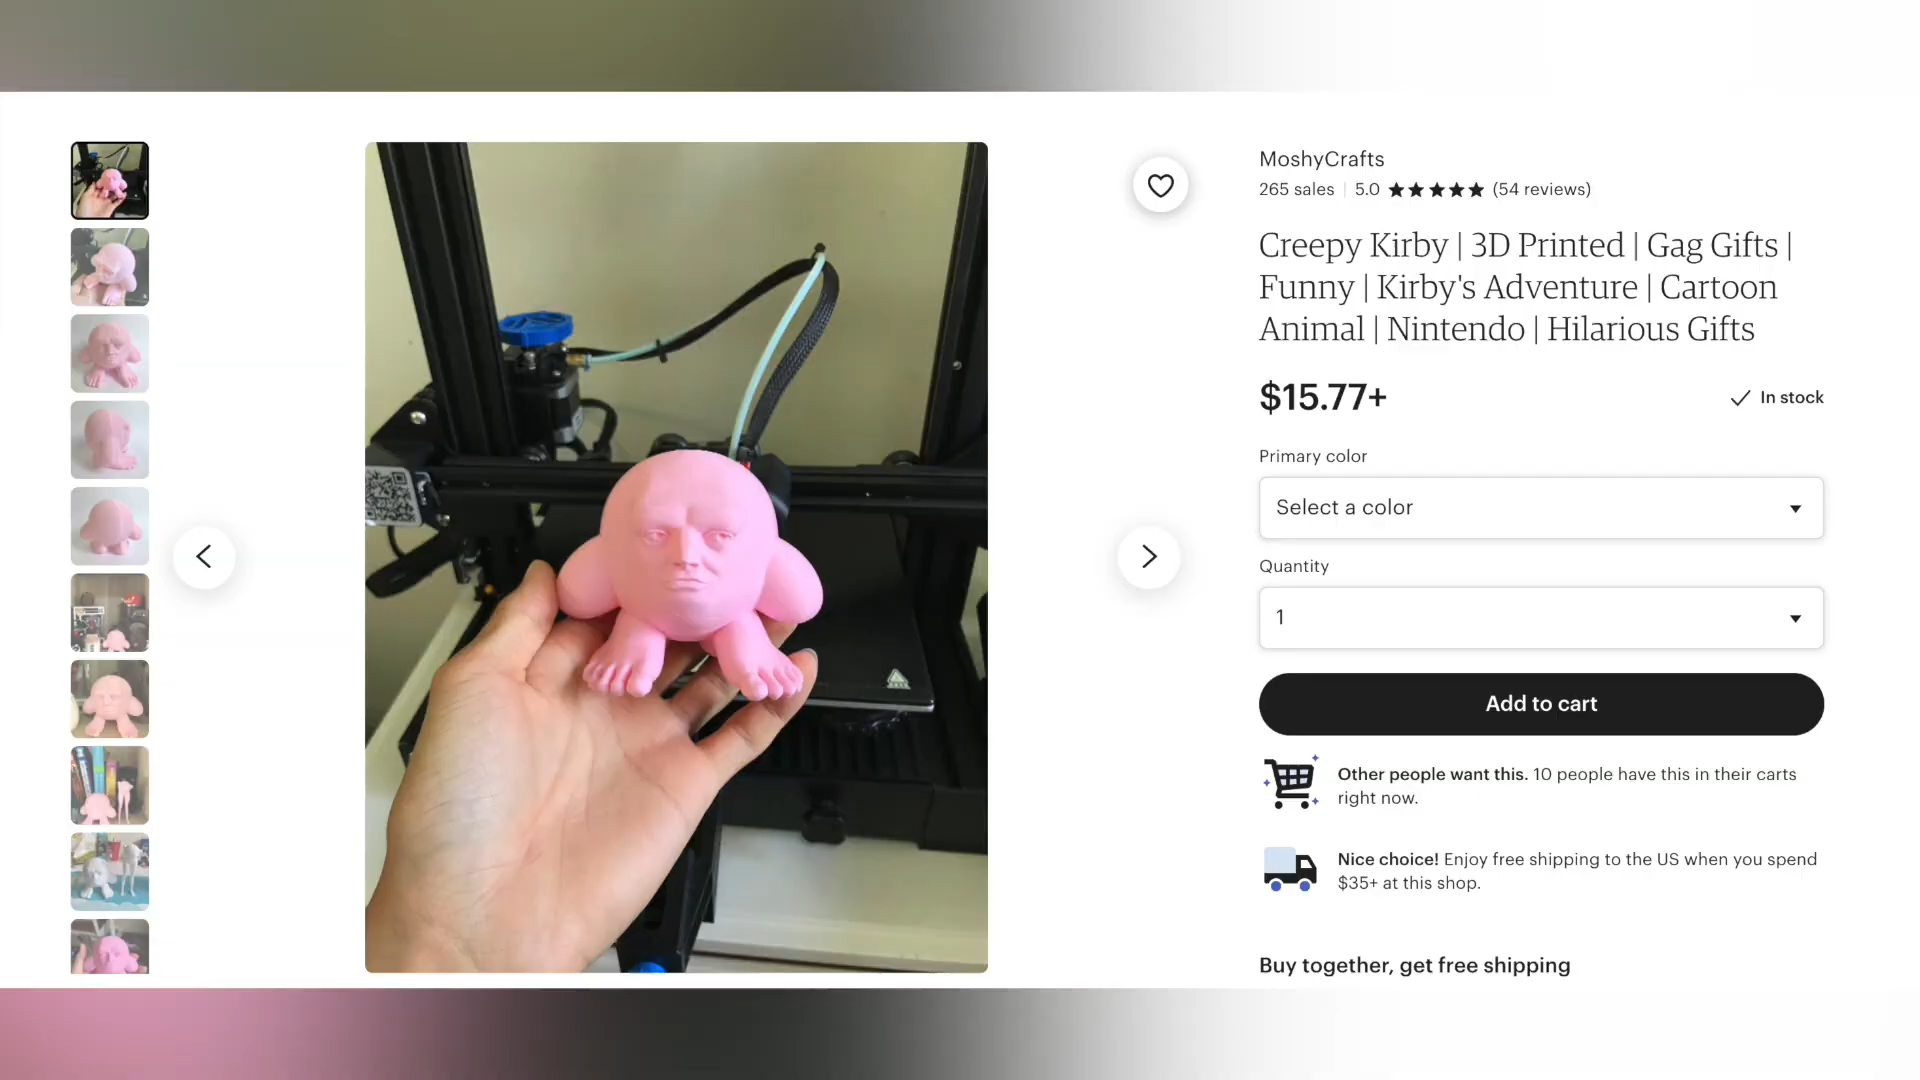 MoshyCrafts
265 sales | 5.0 ★★★★★ (54 reviews)
Creepy Kirby | 3D Printed | Gag Gifts |
Funny | Kirby's Adventure | Cartoon
Animal | Nintendo | Hilarious Gifts
$15.77+
In stock
Primary color
Select a color
Quantity
1
Add to cart
Other people want this. 10 people have this in their carts
right now.
Nice choice! Enjoy free shipping to the US when you spend
$35+ at this shop.
Buy together, get free shipping